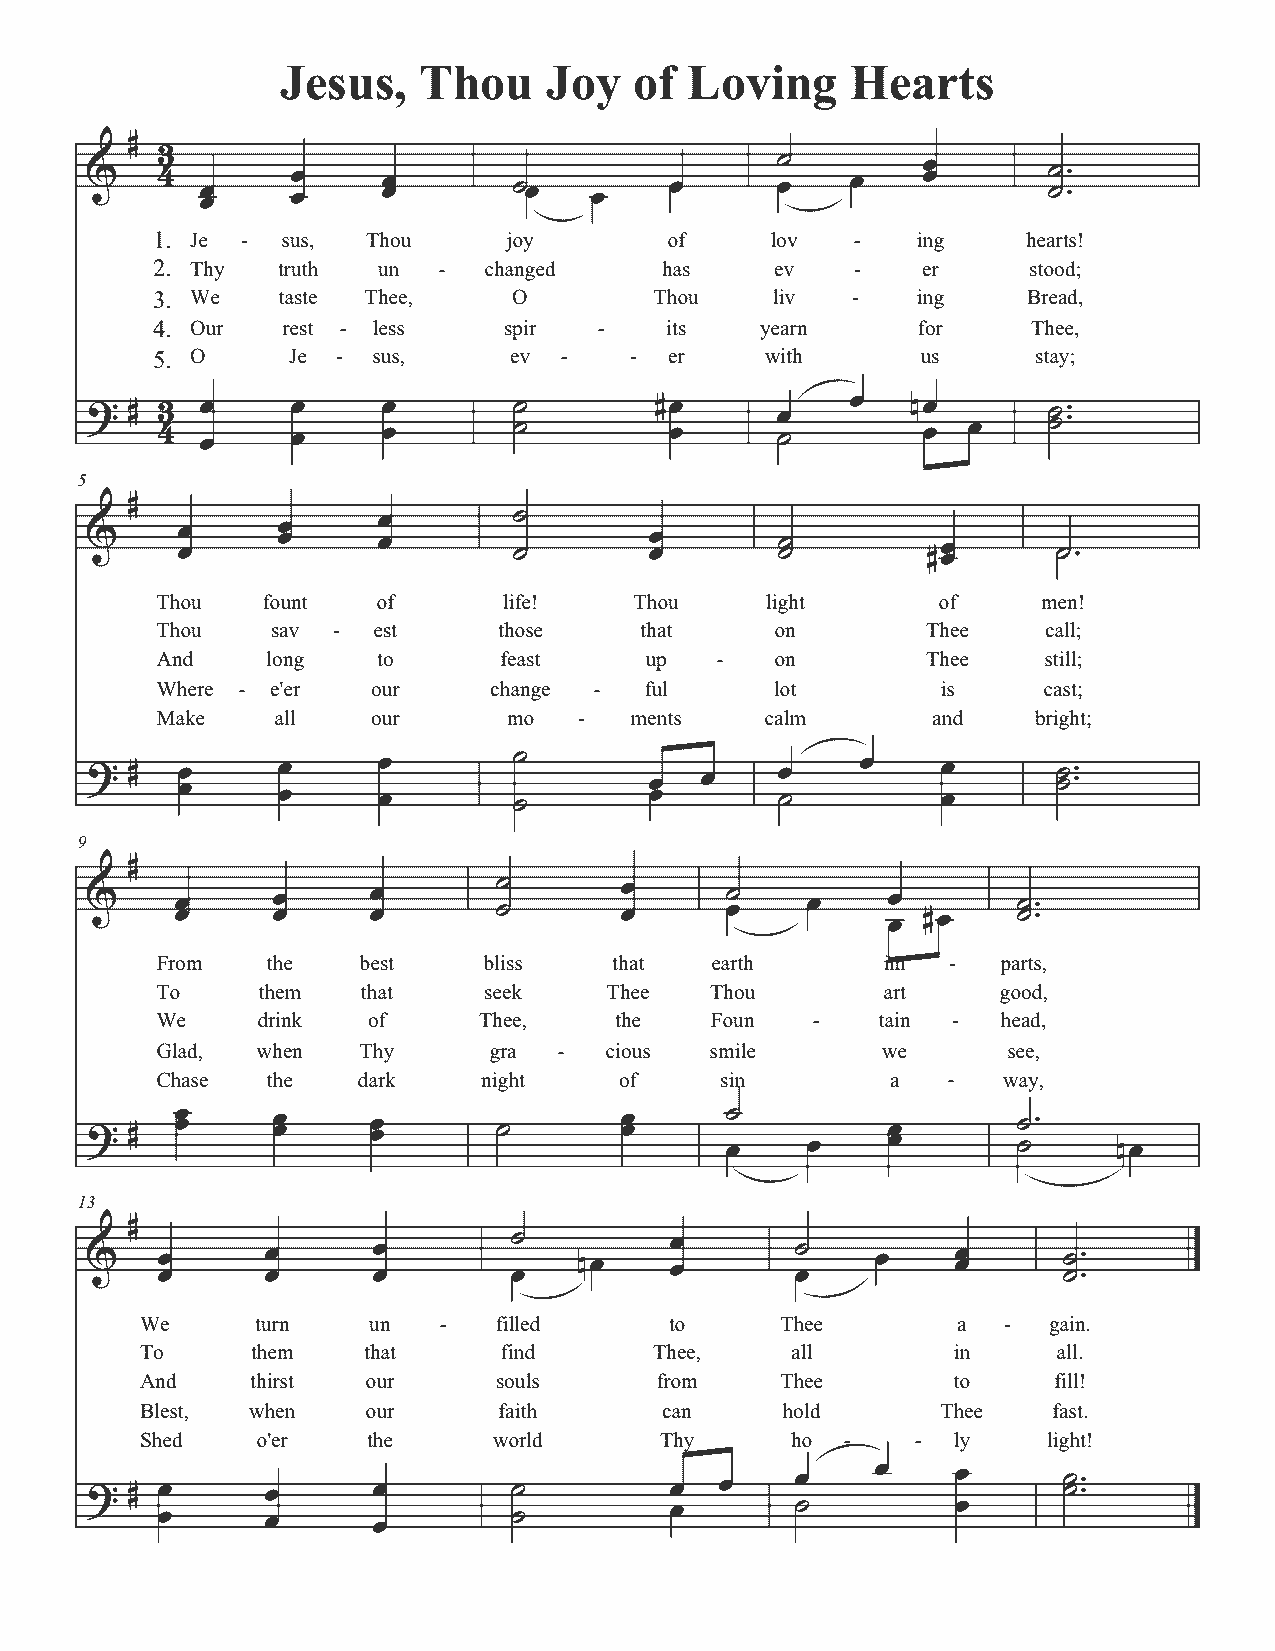 Jesus, Thou Joy of Loving Hearts
1. Je - sus, Thou joy of lov - ing hearts!
2. Thy truth un - changed has ev - er stood;
3. We taste Thee, O Thou liv - ing Bread,
4. Our rest - less spir - its yearn for Thee,
5. O Je - sus, ev - - er with us stay;
5
Thou fount of life! Thou light of men!
Thou sav - est those that on Thee call;
And long to feast up - on Thee still;
Where - e'er our change - ful lot is cast;
Make all our mo - ments calm and bright;
9
From the best bliss that earth im - parts,
To them that seek Thee Thou art good,
We drink of Thee, the Foun - tain - head,
Glad, when Thy gra - cious smile we see,
Chase the dark night of sin a - way,
13
We turn un - filled to Thee a - gain.
To them that find Thee, all in all.
And thirst our souls from Thee to fill!
Blest, when our faith can hold Thee fast.
Shed o'er the world Thy ho - - ly light!